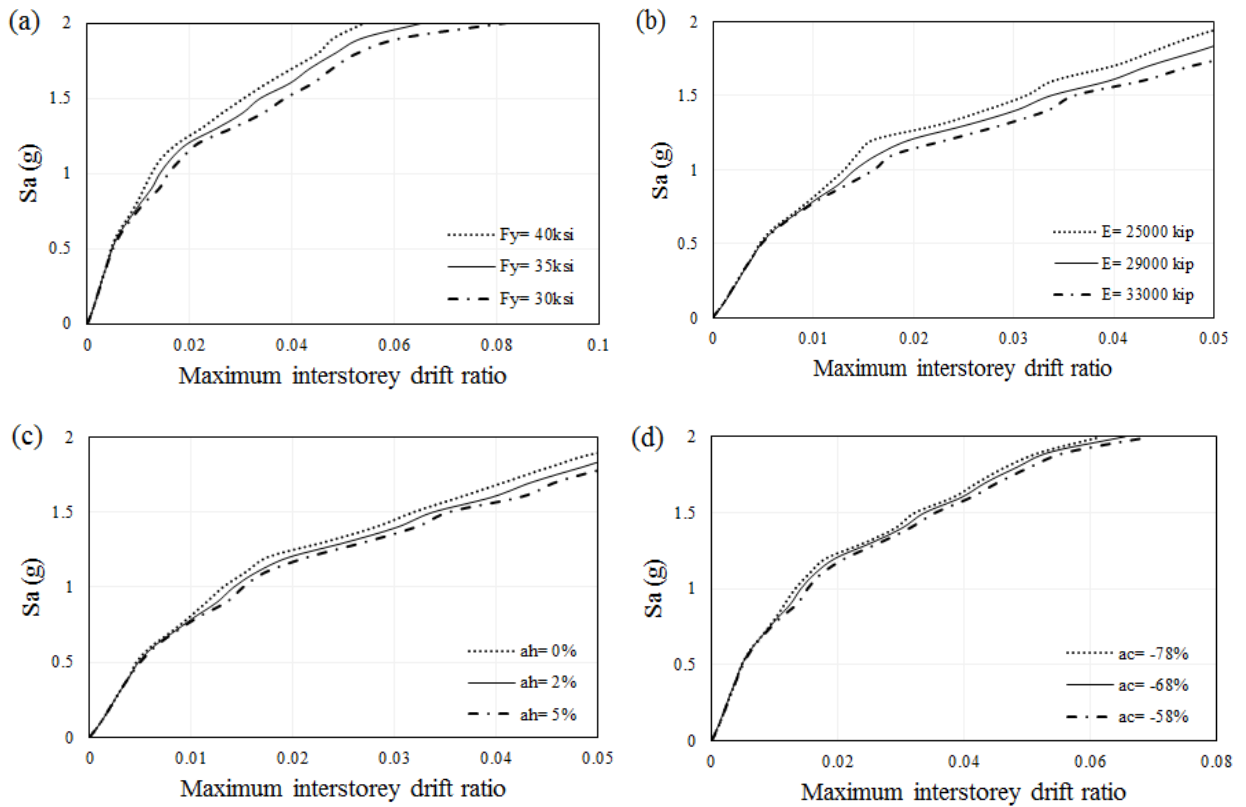 (a)
2
1.5
1
0.5
0
Sa (g)
Fy= 40ksi
Fy= 35ksi
Fy= 30ksi
0 0.02 0.04 0.06 0.08 0.1
Maximum interstorey drift ratio
(b)
2
1.5
1
0.5
0
Sa (g)
E= 25000 kip
E= 29000 kip
E= 33000 kip
0 0.01 0.02 0.03 0.04 0.05
Maximum interstorey drift ratio
(c)
2
1.5
1
0.5
0
Sa (g)
ah= 0%
ah= 2%
ah= 5%
0 0.01 0.02 0.03 0.04 0.05
Maximum interstorey drift ratio
(d)
2
1.5
1
0.5
0
Sa (g)
ac= -78%
ac= -68%
ac= -58%
0 0.02 0.04 0.06 0.08
Maximum interstorey drift ratio